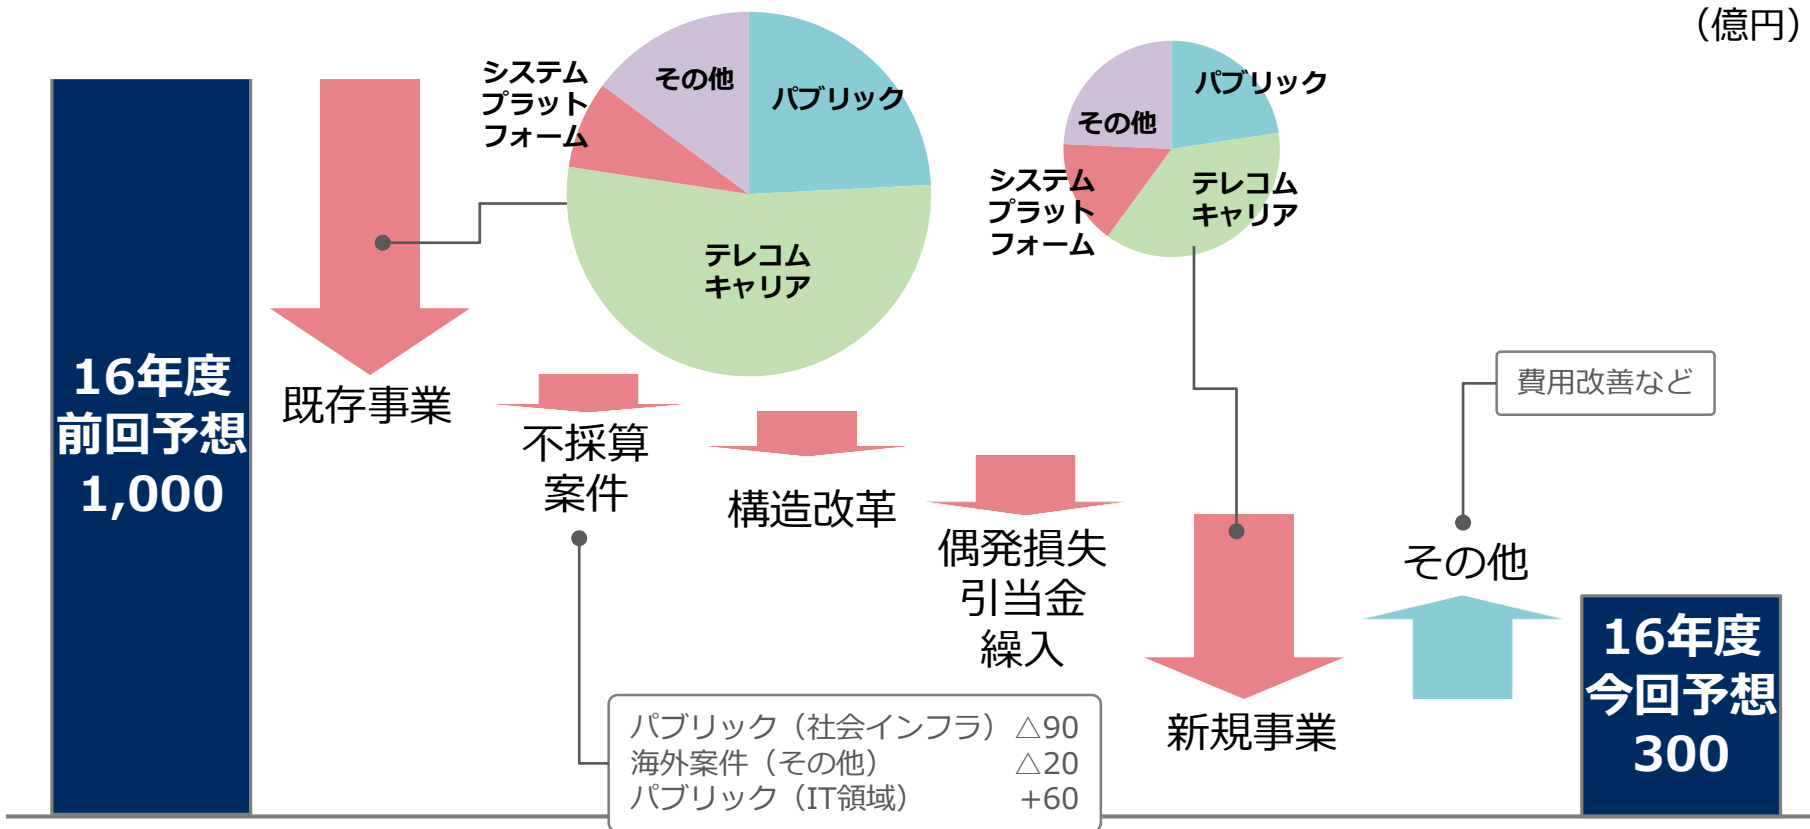 （億円）
16年度
前回予想
1,000
既存事業
システム
プラット
フォーム
その他
パブリック
テレコム
キャリア
パブリック
その他
システム
プラット
フォーム
テレコム
キャリア
不採算
案件
パブリック（社会インフラ） △90
海外案件（その他） △20
パブリック（IT領域） +60
構造改革
偶発損失
引当金
繰入
新規事業
費用改善など
その他
16年度
今回予想
300